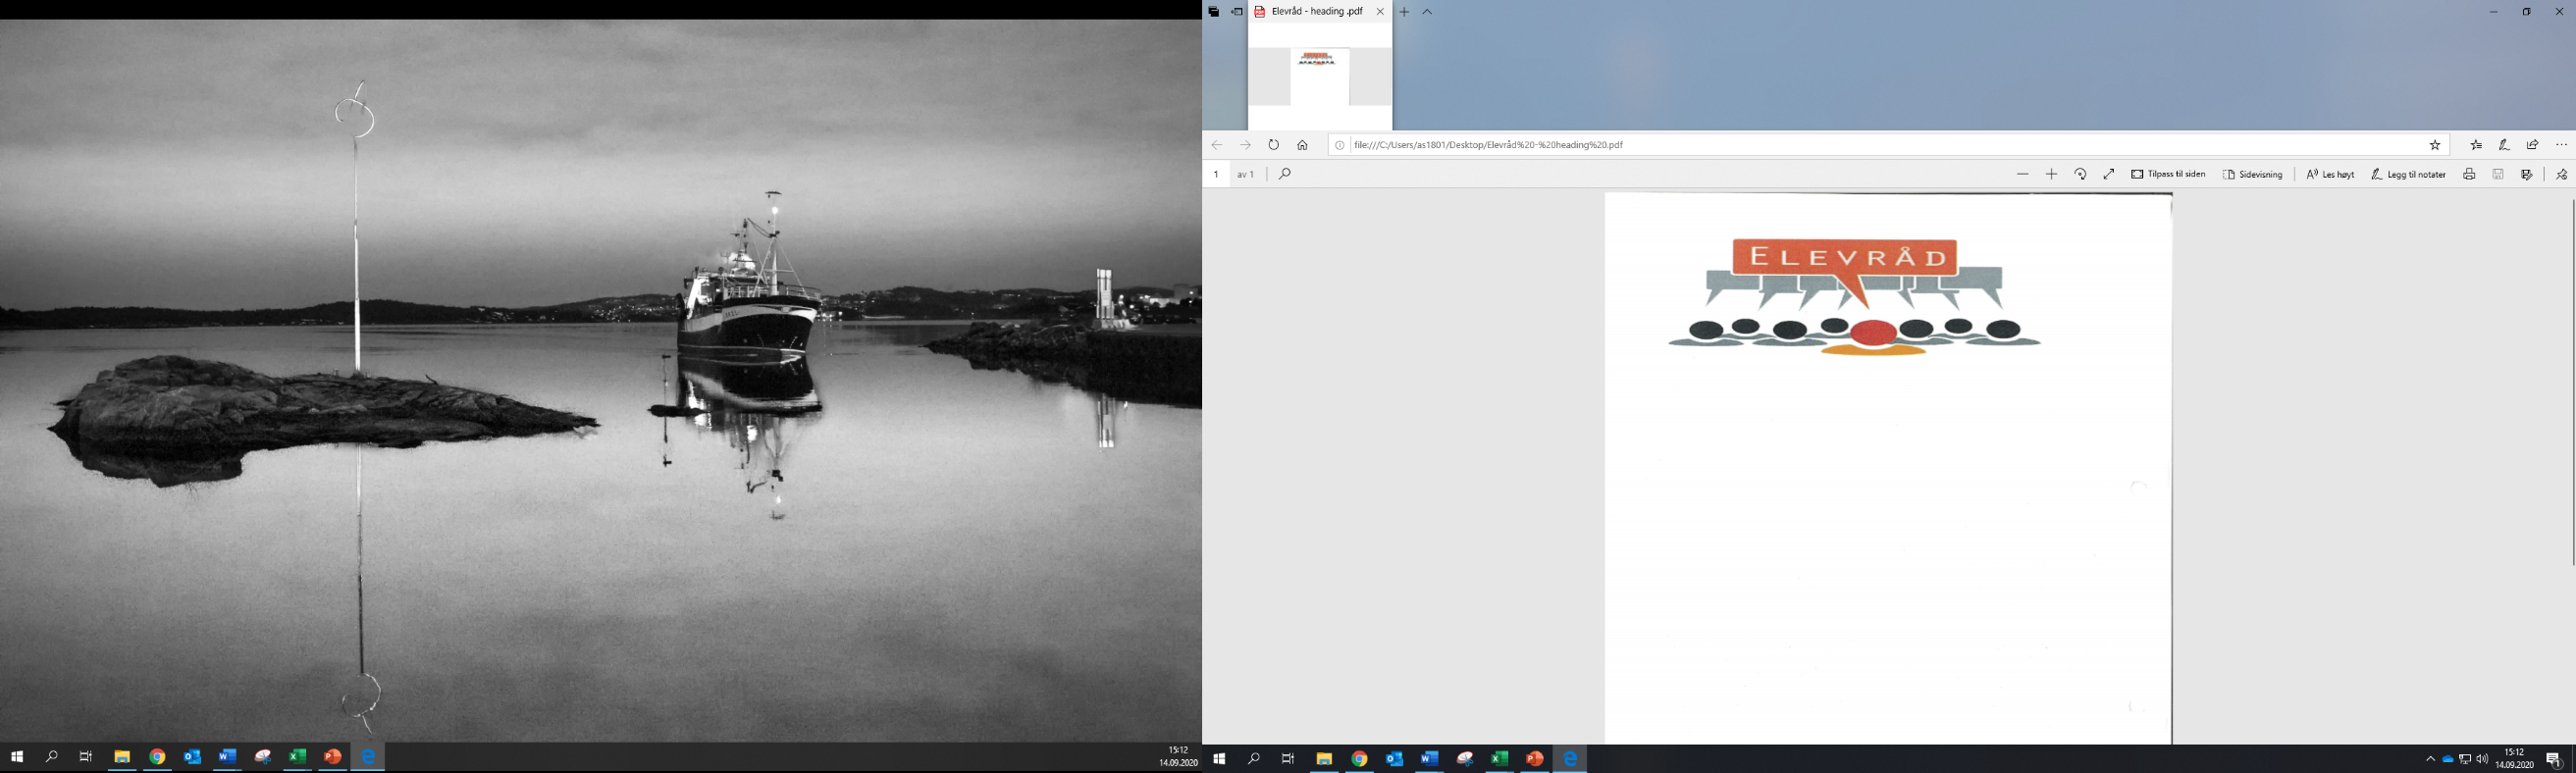 15:12
14.09.2020
Elevråd - heading .pdf
file:///C:/Users/as1801/Desktop/Elevråd%20-%20heading%20.pdf
1 av 1
Tilpass til siden
Sidevisning
Les høyt
Legg til notater
ELEVRÅD
15:12
14.09.2020